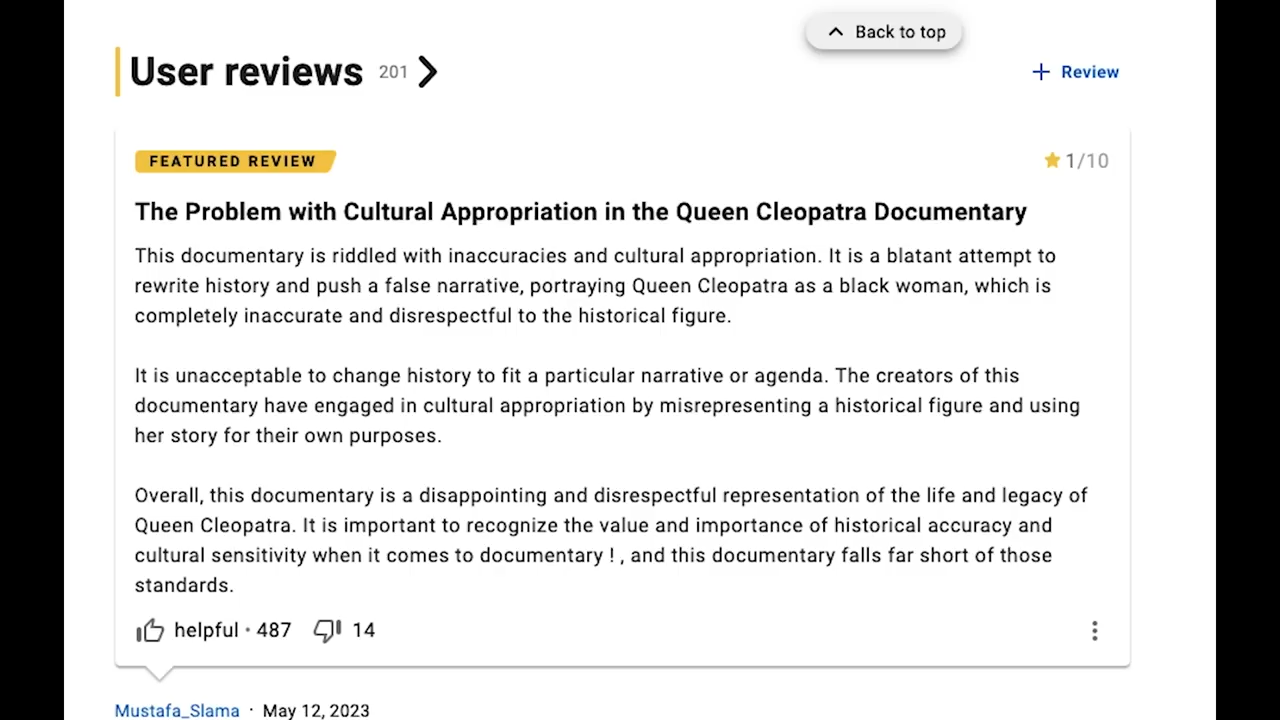 Back to top
User reviews 201
+ Review
FEATURED REVIEW
1/10
The Problem with Cultural Appropriation in the Queen Cleopatra Documentary
This documentary is riddled with inaccuracies and cultural appropriation. It is a blatant attempt to
rewrite history and push a false narrative, portraying Queen Cleopatra as a black woman, which is
completely inaccurate and disrespectful to the historical figure.
It is unacceptable to change history to fit a particular narrative or agenda. The creators of this
documentary have engaged in cultural appropriation by misrepresenting a historical figure and using
her story for their own purposes.
Overall, this documentary is a disappointing and disrespectful representation of the life and legacy of
Queen Cleopatra. It is important to recognize the value and importance of historical accuracy and
cultural sensitivity when it comes to documentary ! , and this documentary falls far short of those
standards.
helpful · 487 14
Mustafa_Slama · May 12, 2023